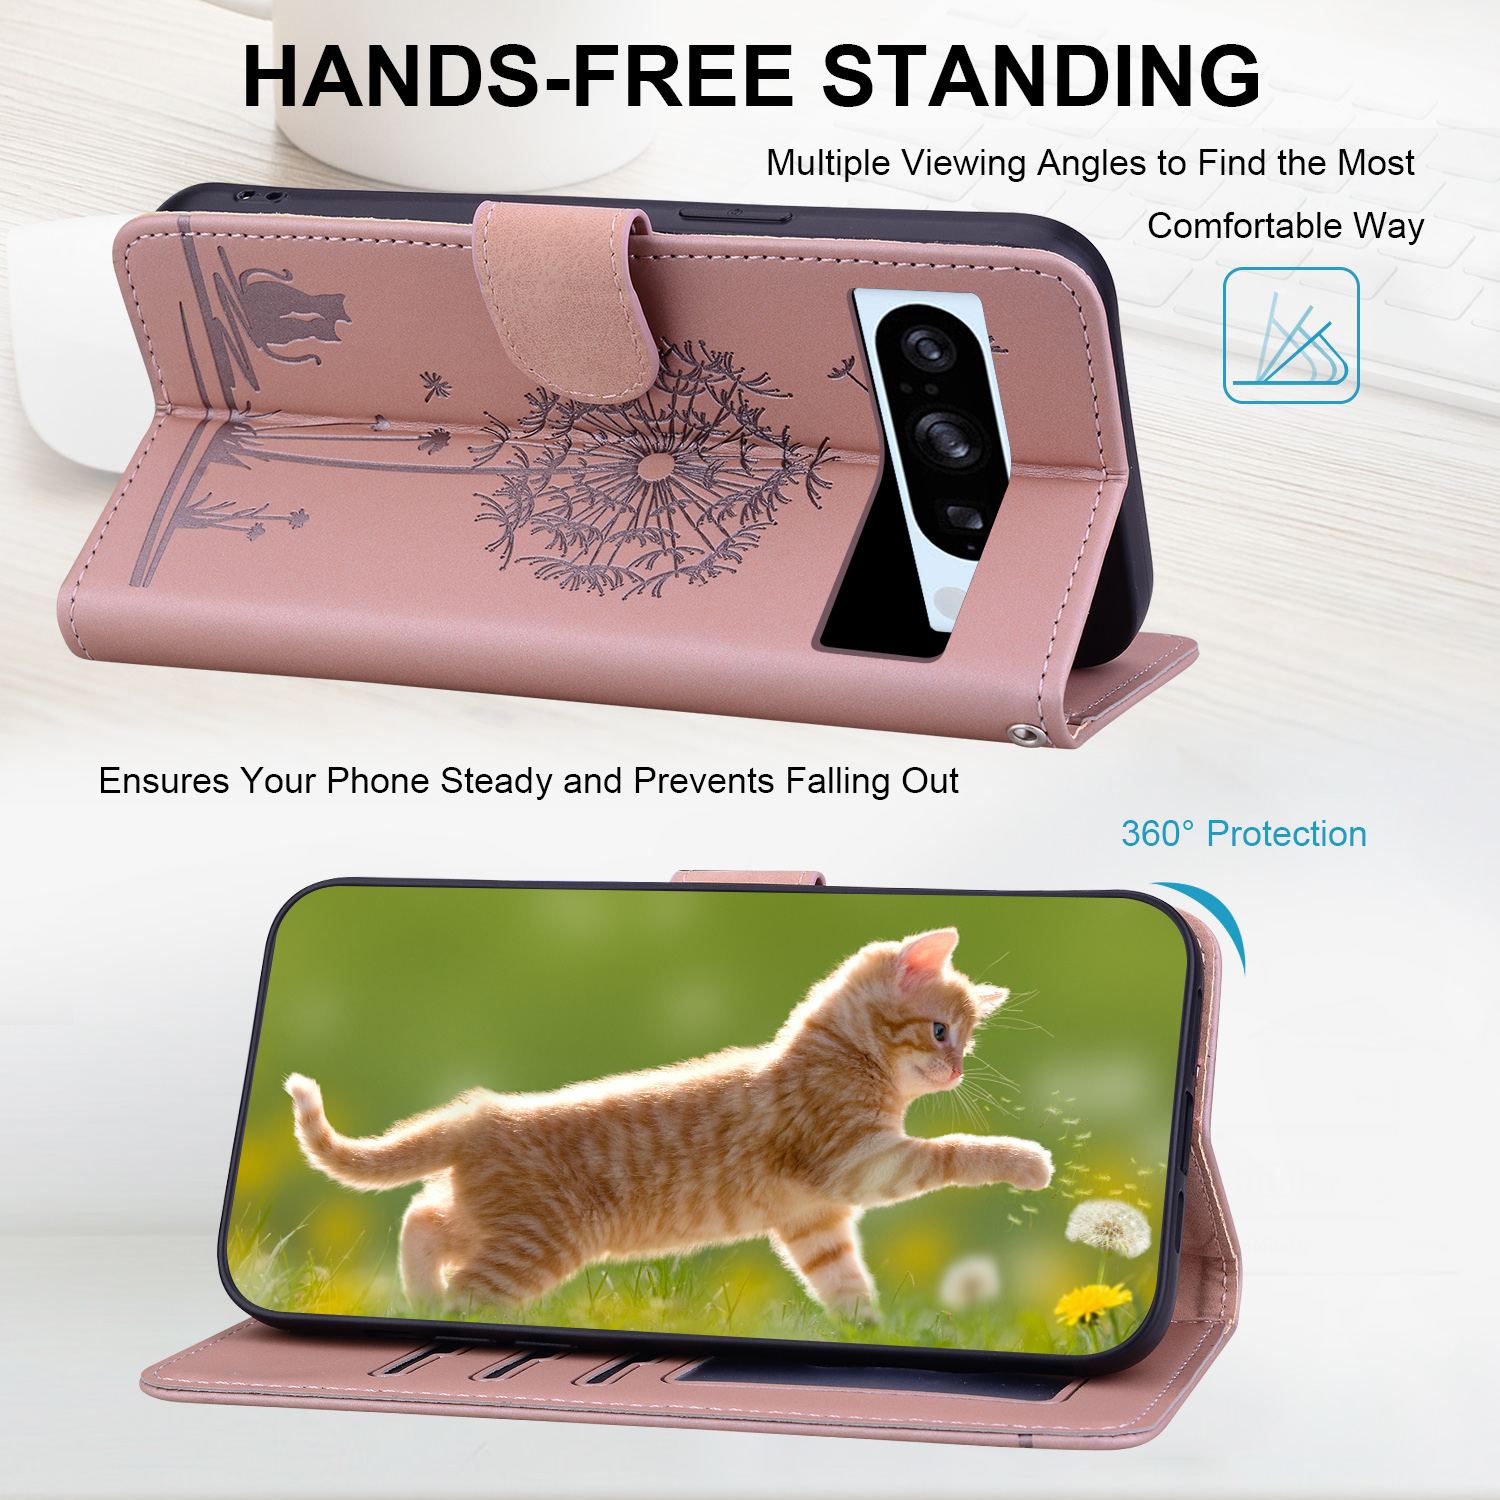 HANDS-FREE STANDING
Multiple Viewing Angles to Find the Most
Comfortable Way
Ensures Your Phone Steady and Prevents Falling Out
360° Protection